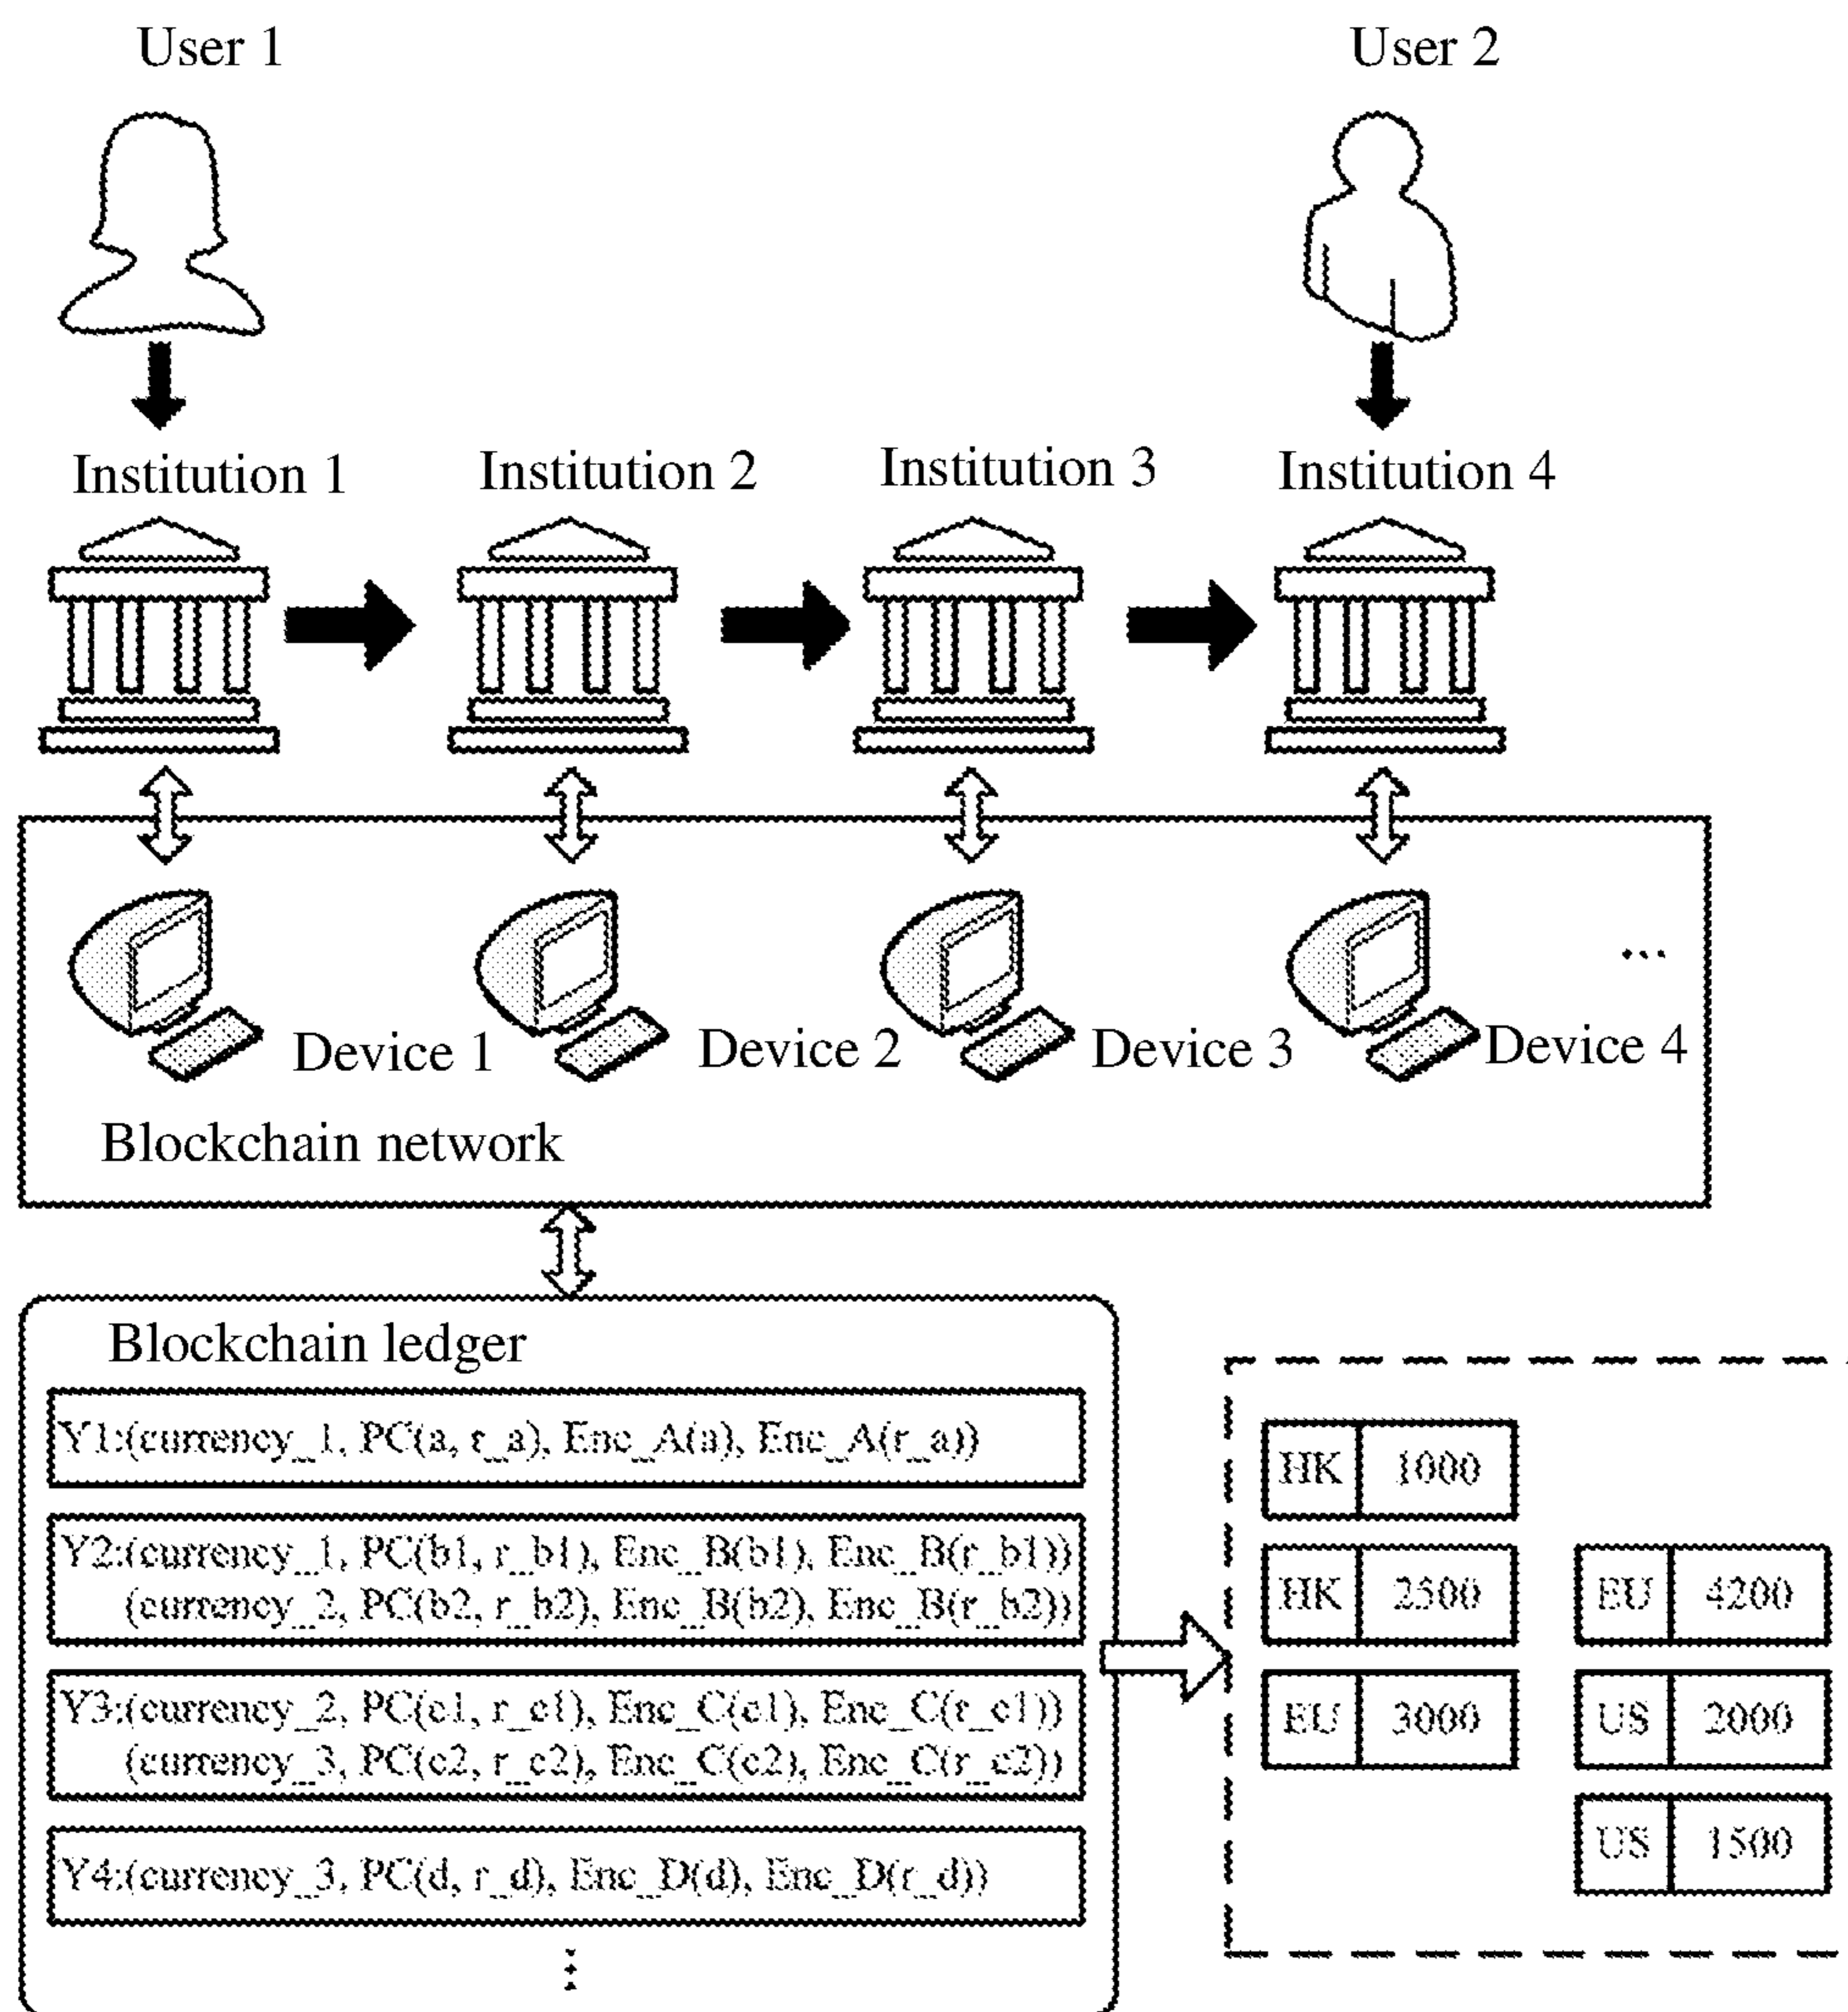 User 1
User 2
Institution 1
Institution 2
Institution 3
Institution 4
Device 1
Device 2
Device 3
Device 4
...
Blockchain network
Blockchain ledger
Y1:(currency_1, PC(a, r_a), Enc_A(a), Enc_A(r_a))
Y2:(currency_1, PC(b1, r_b1), Enc_B(b1), Enc_B(r_b1))
(currency_2, PC(b2, r_b2), Enc_B(b2), Enc_B(r_b2))
Y3:(currency_2, PC(c1, r_c1), Enc_C(c1), Enc_C(r_c1))
(currency_3, PC(c2, r_c2), Enc_C(c2), Enc_C(r_c2))
Y4:(currency_3, PC(d, r_d), Enc_D(d), Enc_D(r_d))
HK 1000
HK 2500
EU 4200
EU 3000
US 2000
US 1500